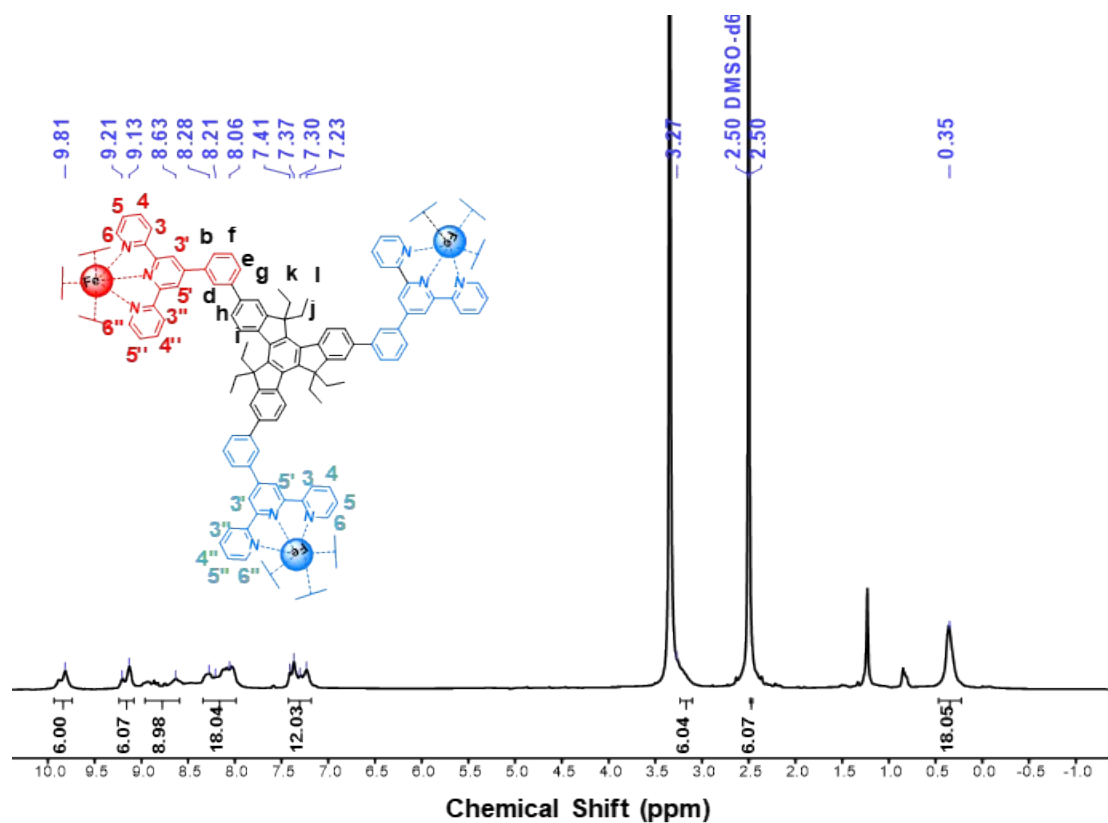 9.81
9.21
9.13
8.63
8.28
8.21
8.06
7.41
7.37
7.30
7.23
3.27
2.50 DMSO-d6
2.50
0.35
5 4
6 3
N 3' b f
Fe N e
g k l
N 5' d
6'' 3'' h j
5'' 4'' i
Fe
N N
N
5' 3 4
3' 5
N N 6
3'' N
4'' Fe
5'' 6''
6.00
6.07
8.98
18.04
12.03
6.04
6.07
18.05
10.0 9.5 9.0 8.5 8.0 7.5 7.0 6.5 6.0 5.5 5.0 4.5 4.0 3.5 3.0 2.5 2.0 1.5 1.0 0.5 0.0 -0.5 -1.0
Chemical Shift (ppm)